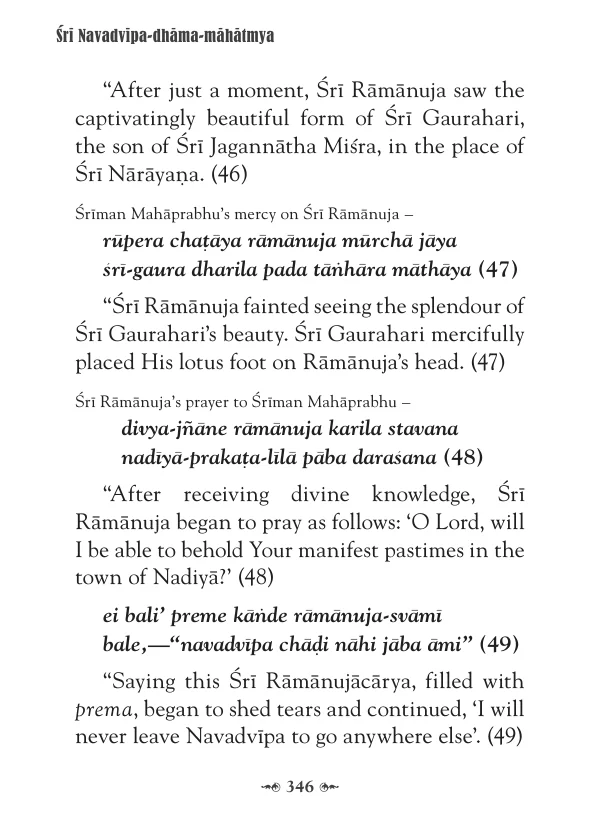 Śrī Navadvīpa-dhāma-māhātmya
“After just a moment, Śrī Rāmānuja saw the
captivatingly beautiful form of Śrī Gaurahari,
the son of Śrī Jagannātha Miśra, in the place of
Śrī Nārāyaṇa. (46)
Śrīman Mahāprabhu’s mercy on Śrī Rāmānuja –
rūpera chaṭāya rāmānuja mūrchā jāya
śrī-gaura dharila pada tāṅhāra māthāya (47)
“Śrī Rāmānuja fainted seeing the splendour of
Śrī Gaurahari’s beauty. Śrī Gaurahari mercifully
placed His lotus foot on Rāmānuja’s head. (47)
Śrī Rāmānuja’s prayer to Śrīman Mahāprabhu –
divya-jñāne rāmānuja karila stavana
nadīyā-prakaṭa-līlā pāba daraśana (48)
“After receiving divine knowledge, Śrī
Rāmānuja began to pray as follows: ‘O Lord, will
I be able to behold Your manifest pastimes in the
town of Nadiyā?’ (48)
ei bali’ preme kāṅde rāmānuja-svāmī
bale,—“navadvīpa chāḍi nāhi jāba āmi” (49)
“Saying this Śrī Rāmānujācārya, filled with
prema, began to shed tears and continued, ‘I will
never leave Navadvīpa to go anywhere else’. (49)
346